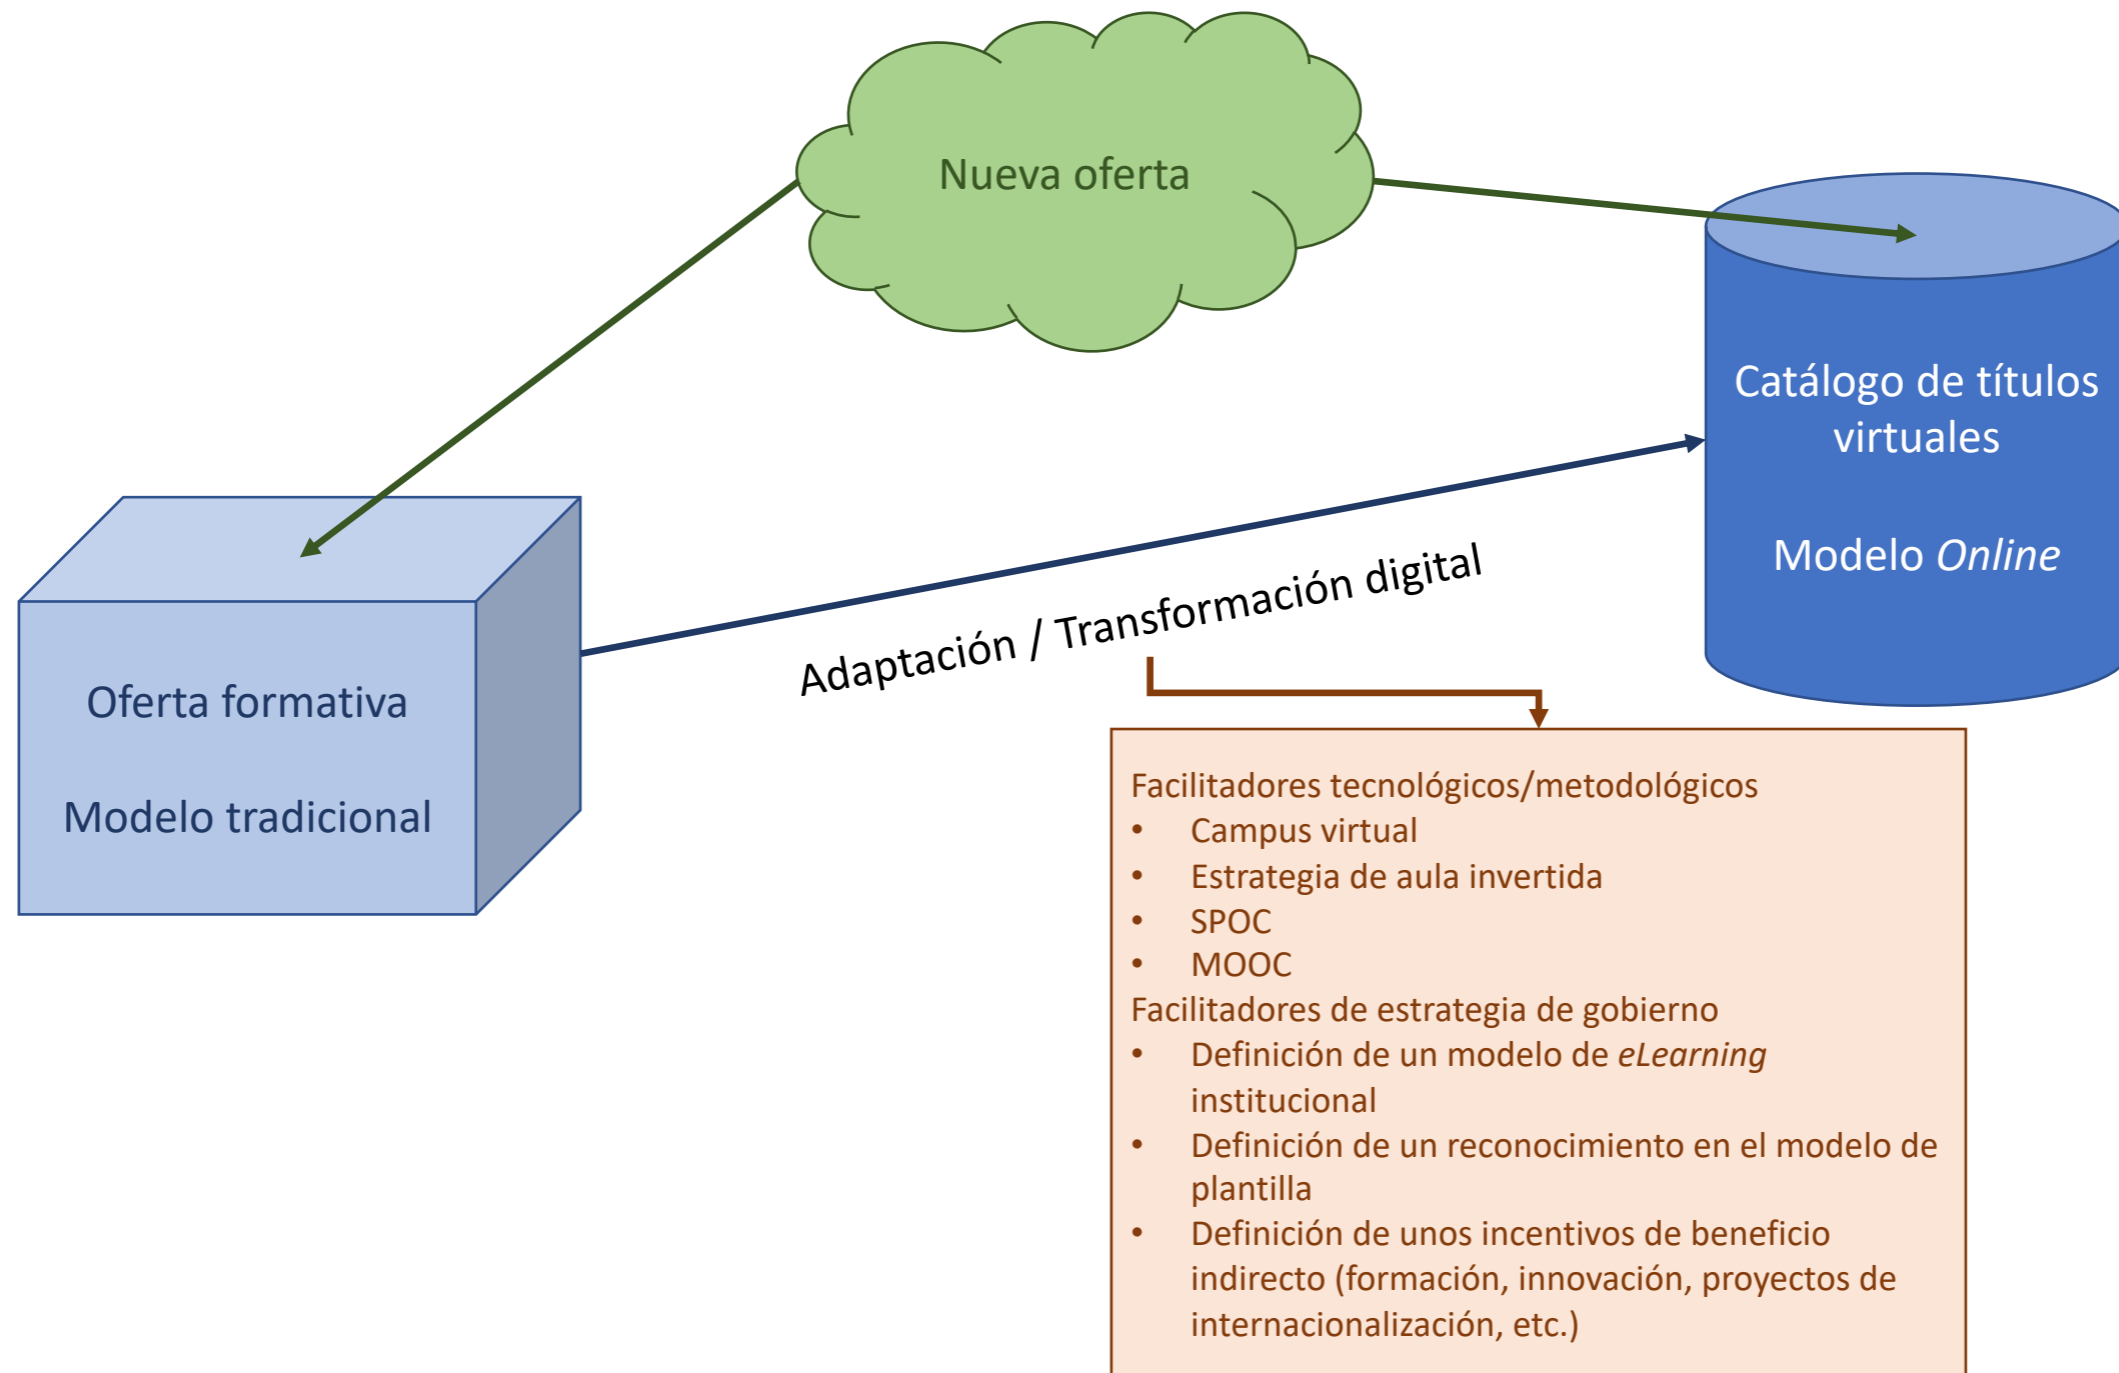 Nueva oferta
Catálogo de títulos
virtuales
Modelo Online
Adaptación / Transformación digital
Oferta formativa
Modelo tradicional
Facilitadores tecnológicos/metodológicos
• Campus virtual
• Estrategia de aula invertida
• SPOC
• MOOC
Facilitadores de estrategia de gobierno
• Definición de un modelo de eLearning
institucional
• Definición de un reconocimiento en el modelo de
plantilla
• Definición de unos incentivos de beneficio
indirecto (formación, innovación, proyectos de
internacionalización, etc.)